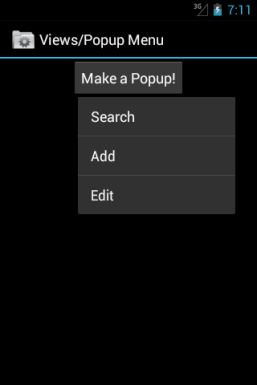 3G 7:11
Views/Popup Menu
Make a Popup!
Search
Add
Edit